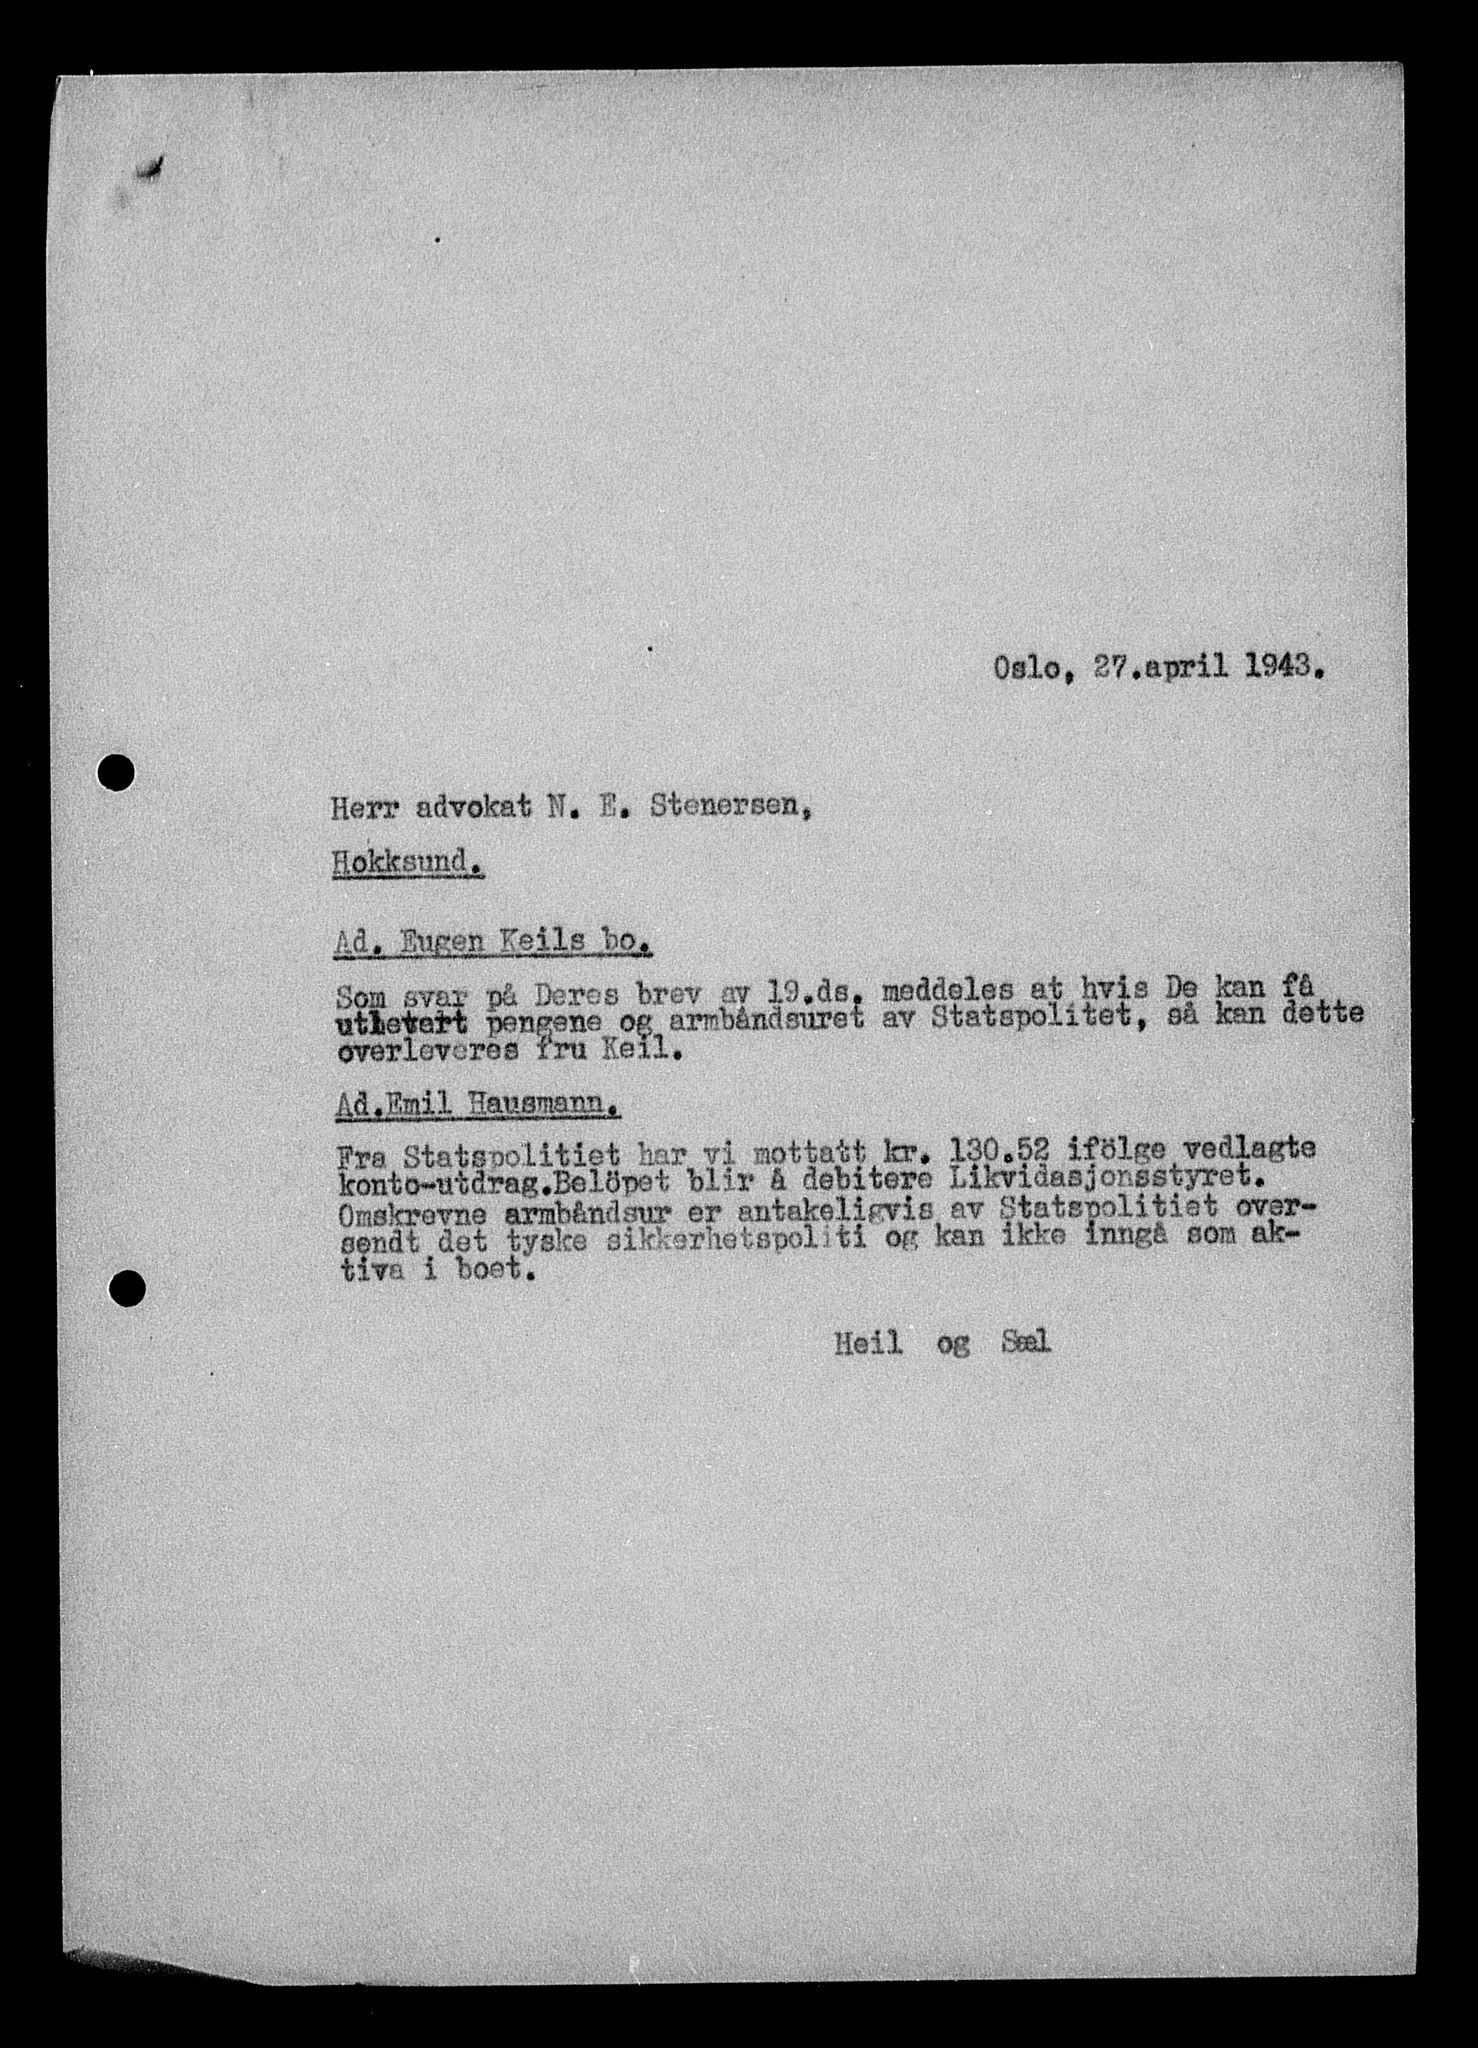 Oslo, 27.april 1943.
Herr advokat N. E. Stenersen,
Hokksund.
Ad. Eugen Keils bo.
Som svar på Deres brev av 19.ds. meddeles at hvis De kan få
utlevert pengene og armbåndsuret av Statspolitet, så kan dette
overleveres fru Keil.
Ad.Emil Hausmann.
Fra Statspolitiet har vi mottatt kr. 130.52 ifölge vedlagte
konto-utdrag.Belöpet blir å debitere Likvidasjonsstyret.
Omskrevne armbåndsur er antakeligvis av Statspolitiet over-
sendt det tyske sikkerhetspoliti og kan ikke inngå som ak-
tiva i boet.
Heil og Sæl